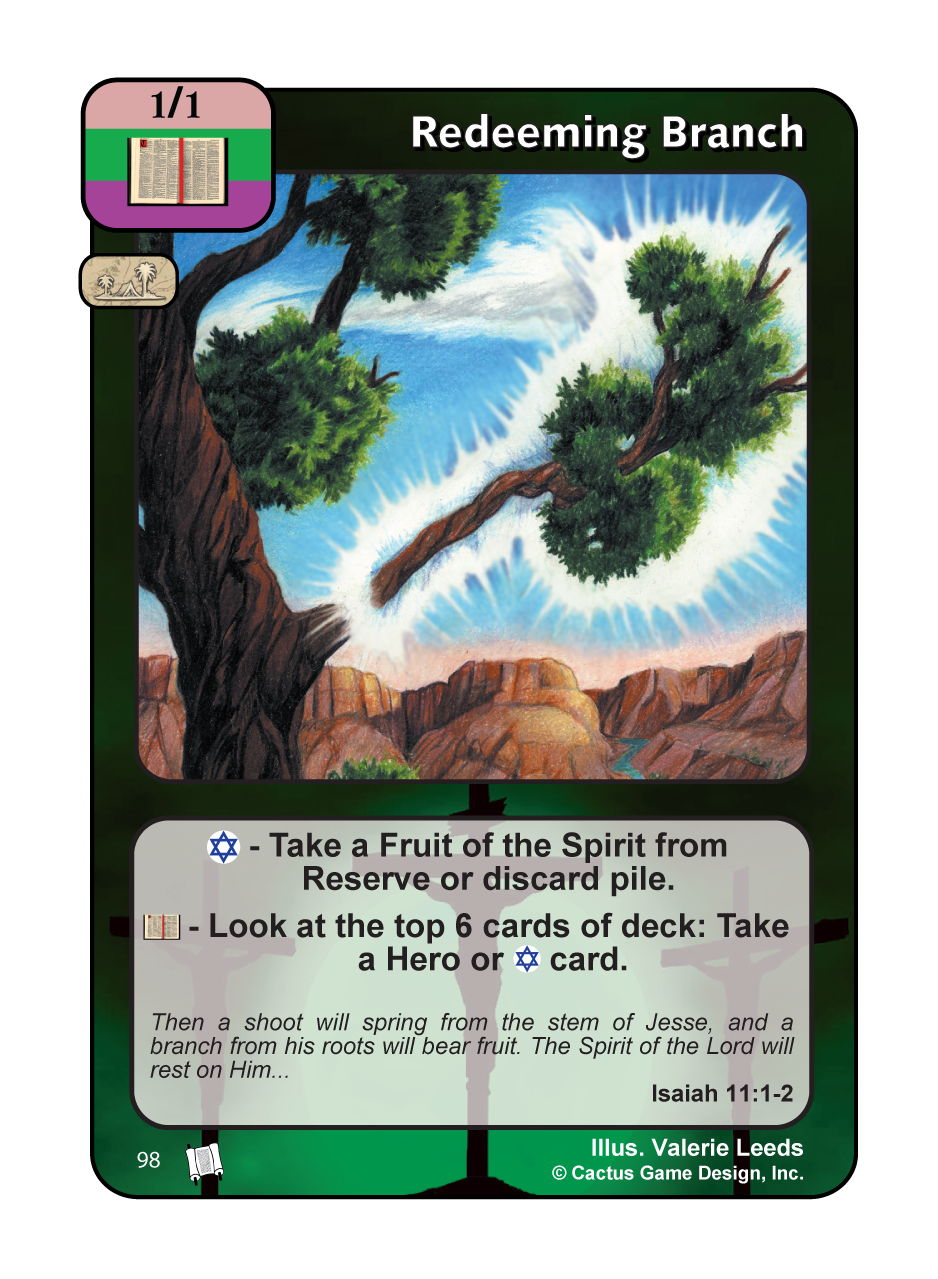 1/1
Redeeming Branch
- Take a Fruit of the Spirit from
Reserve or discard pile.
- Look at the top 6 cards of deck: Take
a Hero or card.
Then a shoot will spring from the stem of Jesse, and a
branch from his roots will bear fruit. The Spirit of the Lord will
rest on Him...
Isaiah 11:1-2
98
Illus. Valerie Leeds
© Cactus Game Design, Inc.